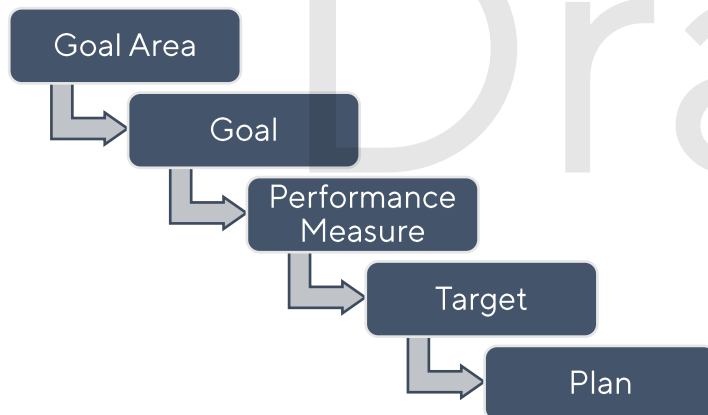 Goal Area
Goal
Performance
Measure
Target
Plan